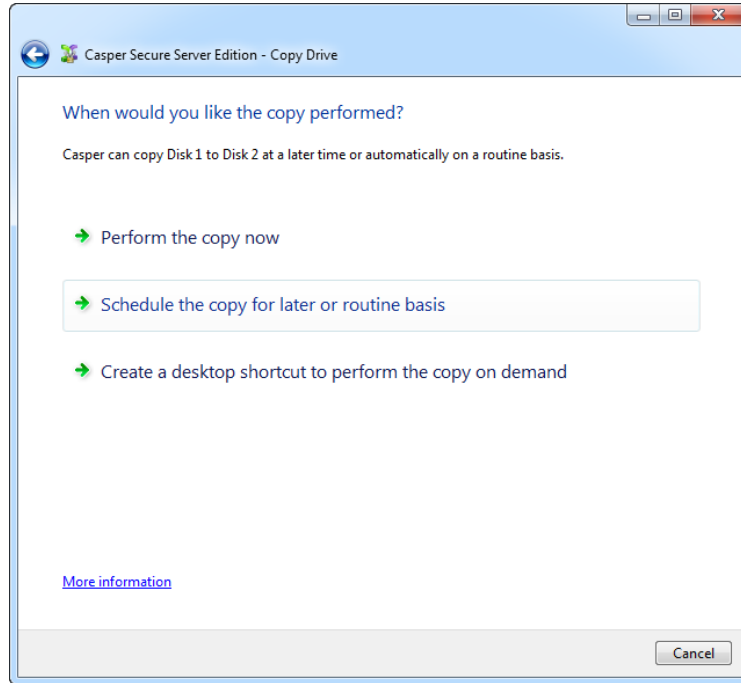 Casper Secure Server Edition - Copy Drive
When would you like the copy performed?
Casper can copy Disk 1 to Disk 2 at a later time or automatically on a routine basis.
Perform the copy now
Schedule the copy for later or routine basis
Create a desktop shortcut to perform the copy on demand
More information
Cancel